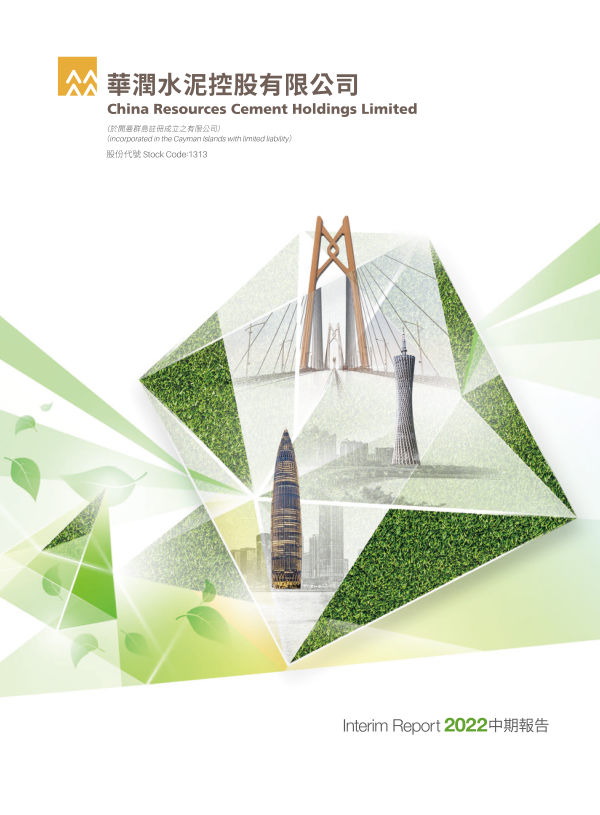 華潤水泥控股有限公司
China Resources Cement Holdings Limited
(於開曼群島註冊成立之有限公司)
(incorporated in the Cayman Islands with limited liability)
股份代號 Stock Code:1313
Interim Report 2022中期報告